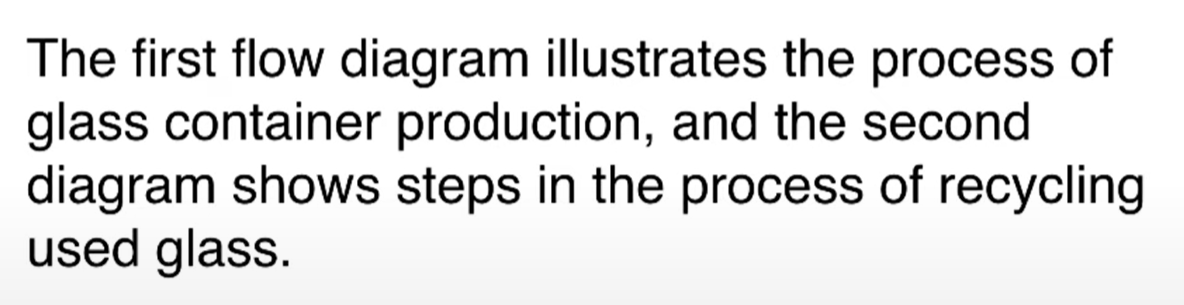 The first flow diagram illustrates the process of
glass container production, and the second
diagram shows steps in the process of recycling
used glass.